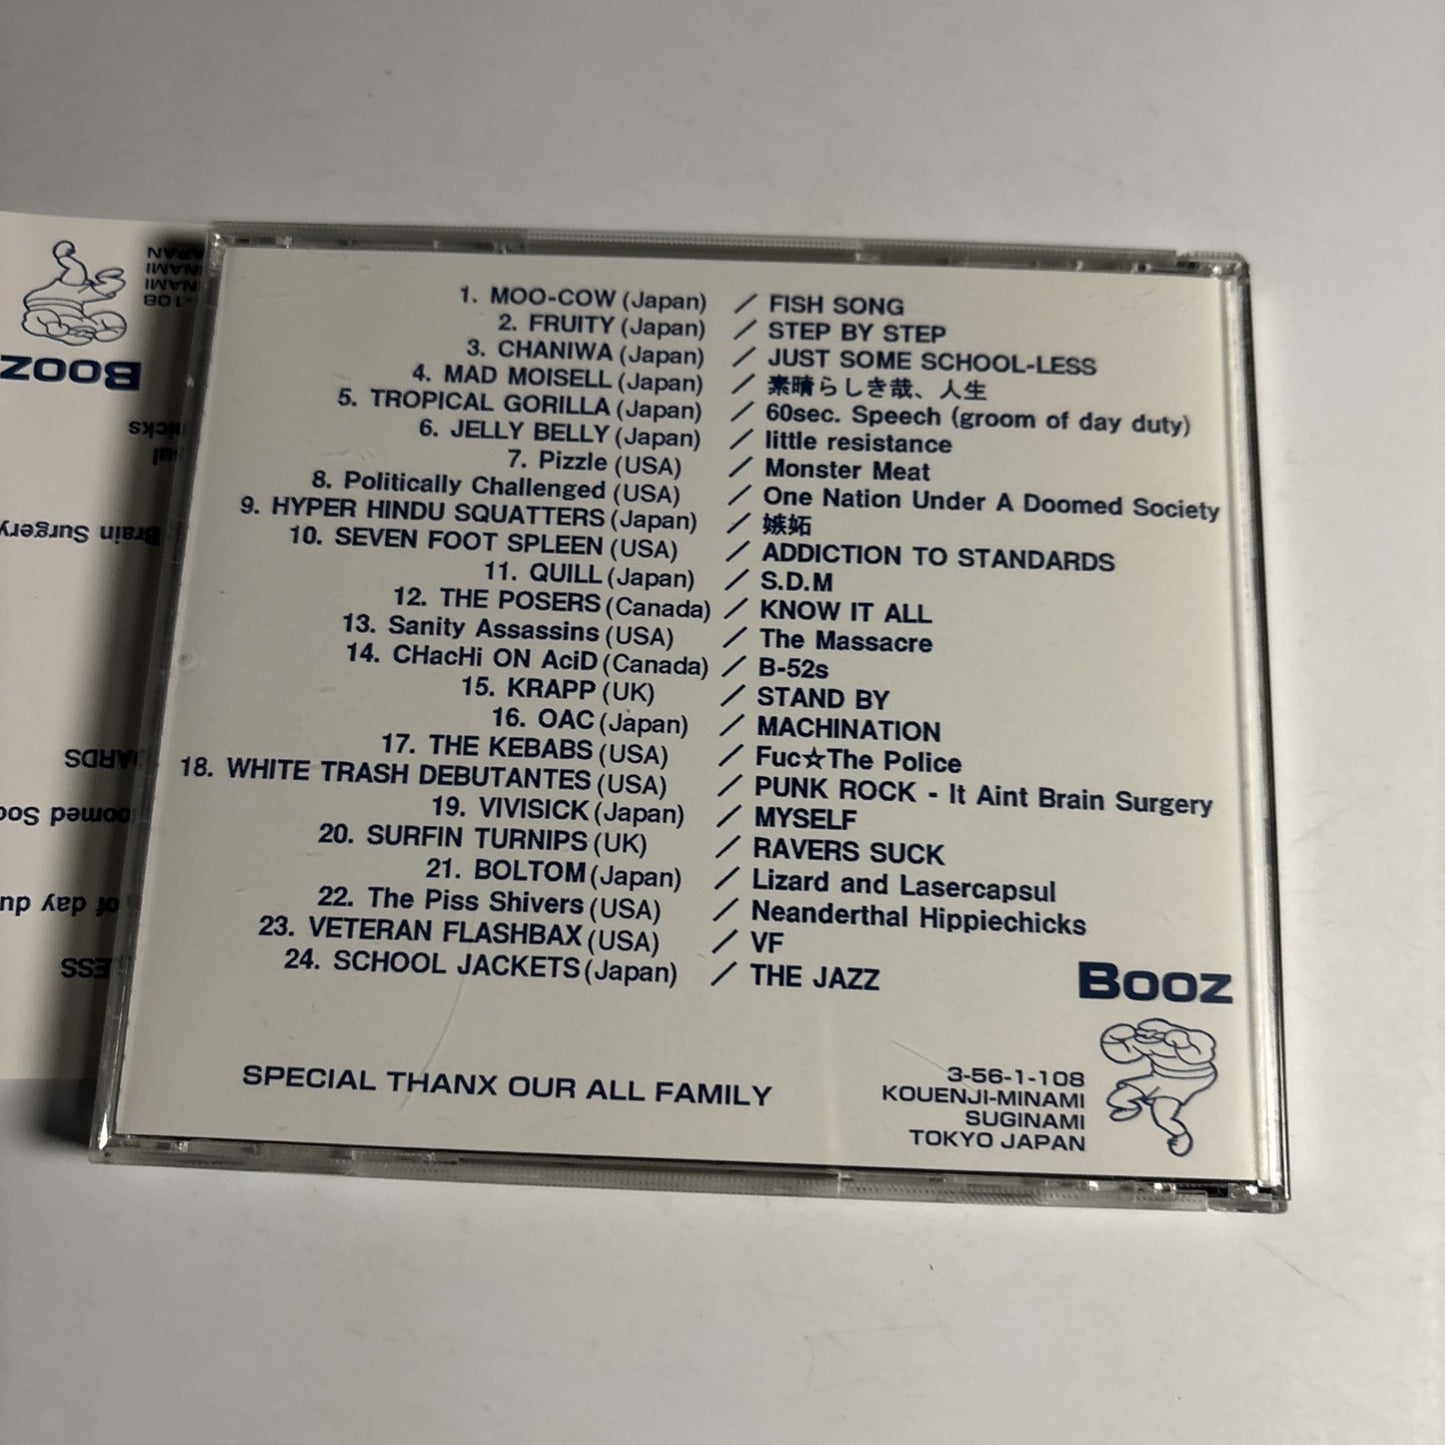 1. MOO-COW (Japan) / FISH SONG
2. FRUITY (Japan) / STEP BY STEP
3. CHANIWA (Japan) / JUST SOME SCHOOL-LESS
4. MAD MOISELL (Japan) / 素晴らしき哉、人生
5. TROPICAL GORILLA (Japan) / 60sec. Speech (groom of day duty)
6. JELLY BELLY (Japan) / little resistance
7. Pizzle (USA) / Monster Meat
8. Politically Challenged (USA) / One Nation Under A Doomed Society
9. HYPER HINDU SQUATTERS (Japan) / 嫉妬
10. SEVEN FOOT SPLEEN (USA) / ADDICTION TO STANDARDS
11. QUILL (Japan) / S.D.M
12. THE POSERS (Canada) / KNOW IT ALL
13. Sanity Assassins (USA) / The Massacre
14. CHacHi ON AciD (Canada) / B-52s
15. KRAPP (UK) / STAND BY
16. OAC (Japan) / MACHINATION
17. THE KEBABS (USA) / Fuc☆The Police
18. WHITE TRASH DEBUTANTES (USA) / PUNK ROCK - It Aint Brain Surgery
19. VIVISICK (Japan) / MYSELF
20. SURFIN TURNIPS (UK) / RAVERS SUCK
21. BOLTOM (Japan) / Lizard and Lasercapsul
22. The Piss Shivers (USA) / Neanderthal Hippiechicks
23. VETERAN FLASHBAX (USA) / VF
24. SCHOOL JACKETS (Japan) / THE JAZZ
BOOZ
SPECIAL THANX OUR ALL FAMILY
3-56-1-108
KOUENJI-MINAMI
SUGINAMI
TOKYO JAPAN
BOOZ
Brain Surgery
of day du